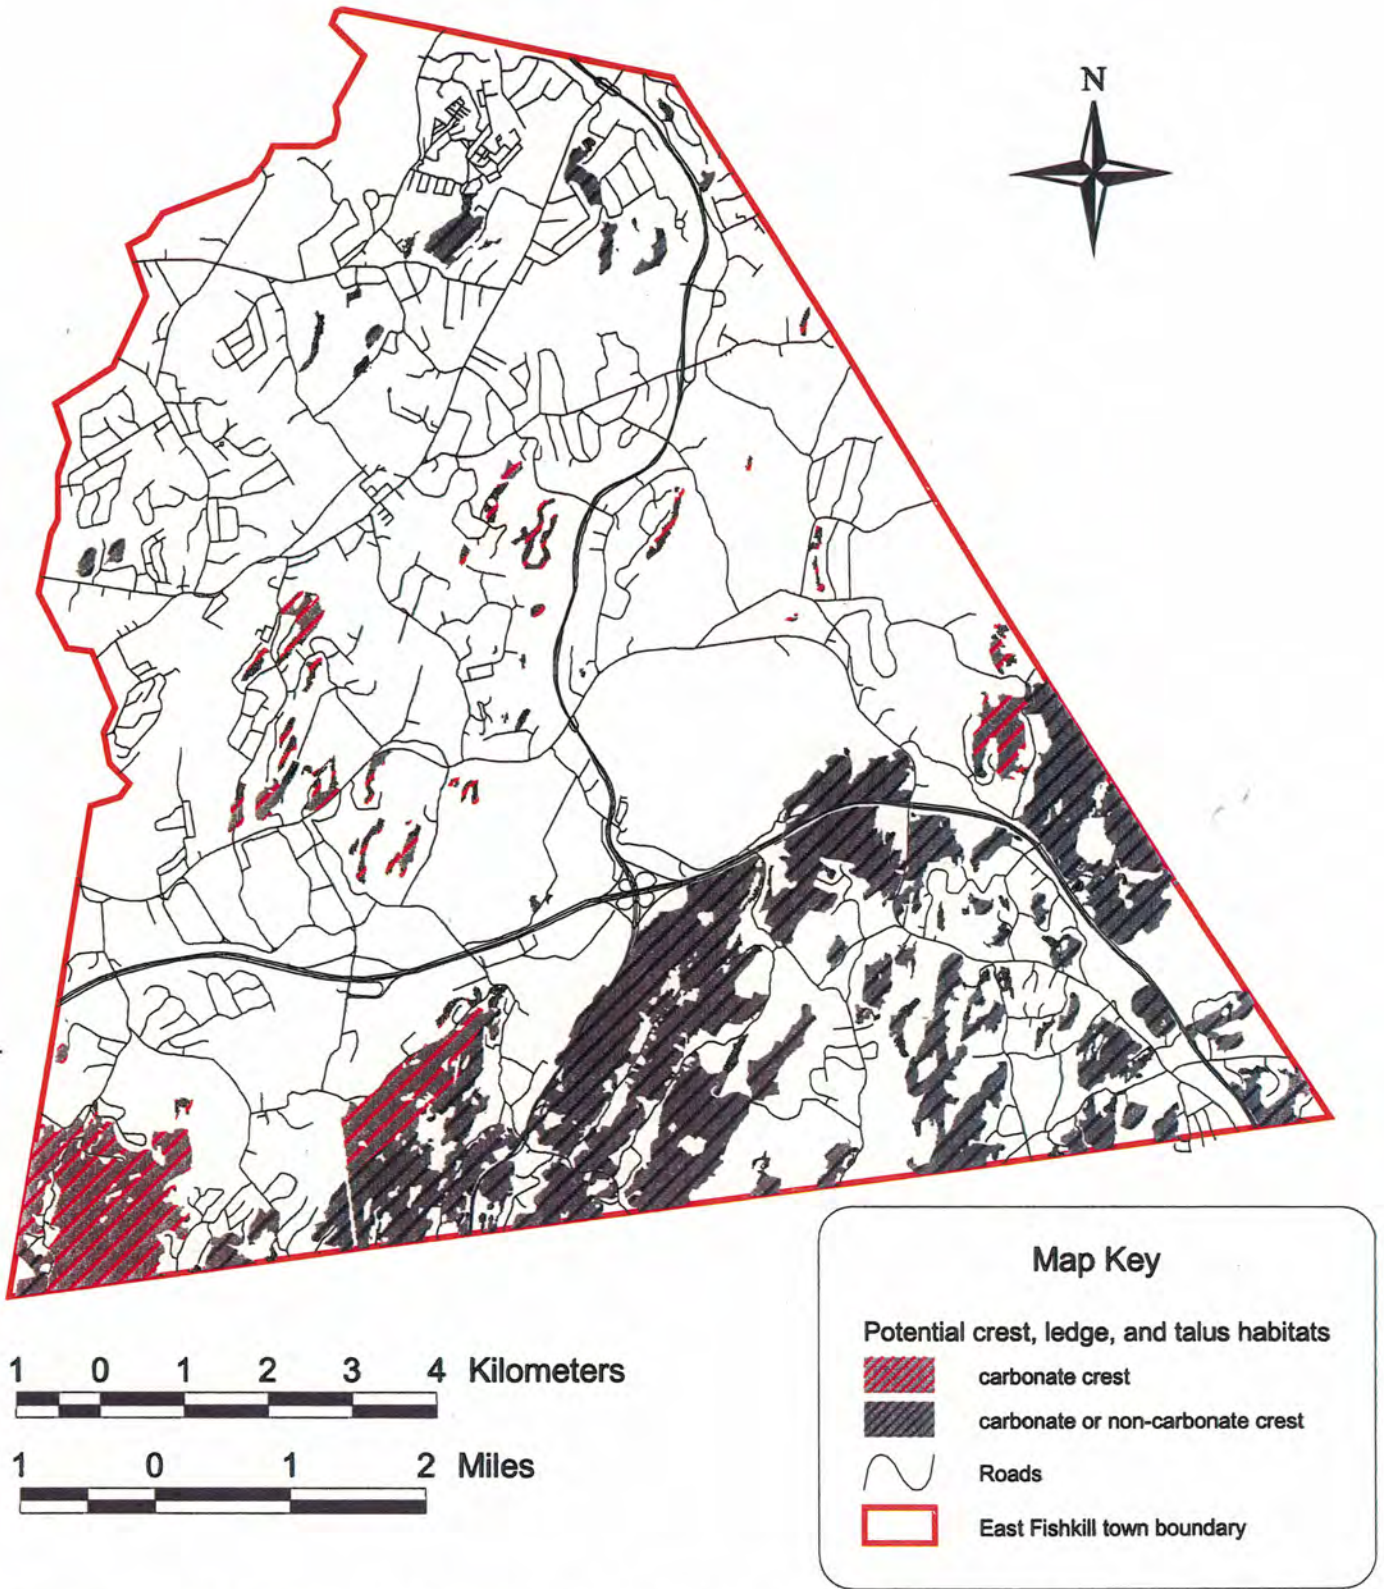 N
1 0 1 2 3 4 Kilometers
1 0 1 2 Miles
Map Key
Potential crest, ledge, and talus habitats
carbonate crest
carbonate or non-carbonate crest
Roads
East Fishkill town boundary